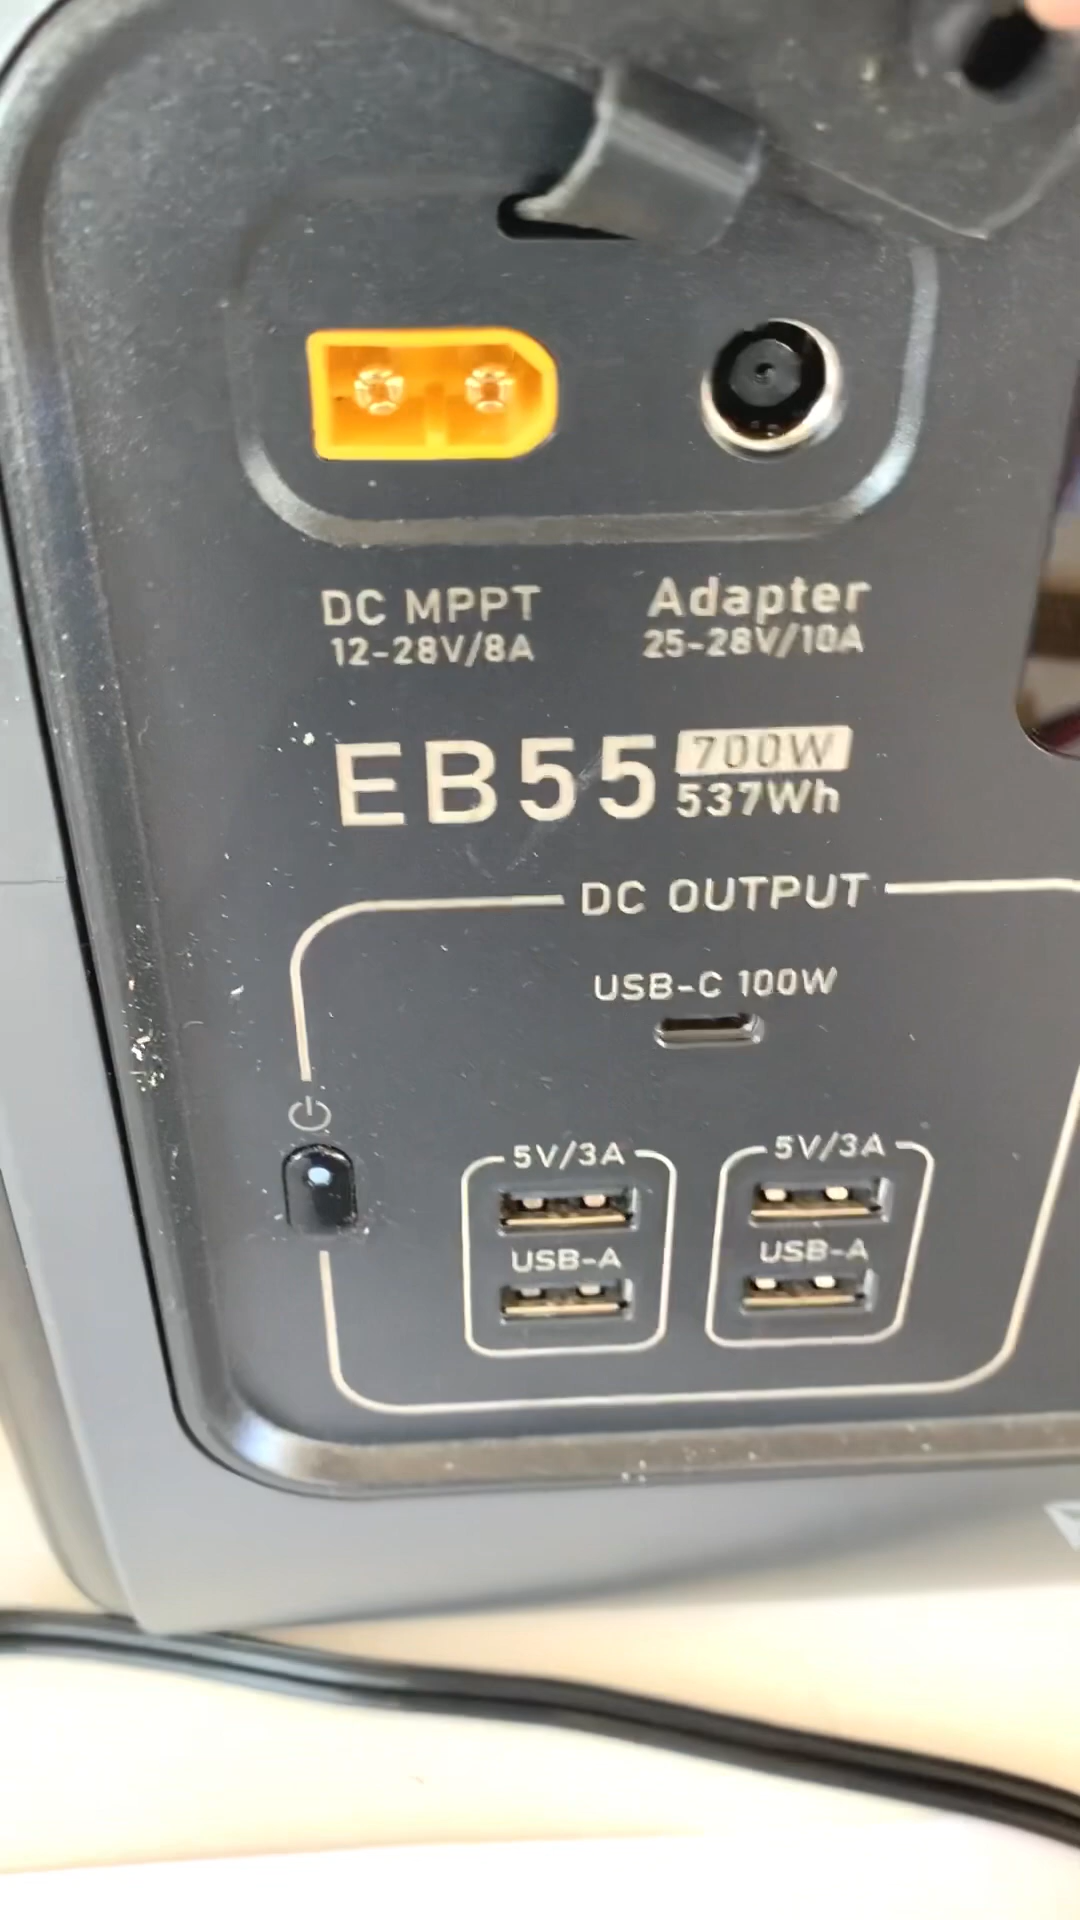 DC MPPT
12-28V/8A
Adapter
25-28V/10A
EB55
700W
537Wh
DC OUTPUT
USB-C 100W
5V/3A
USB-A
5V/3A
USB-A